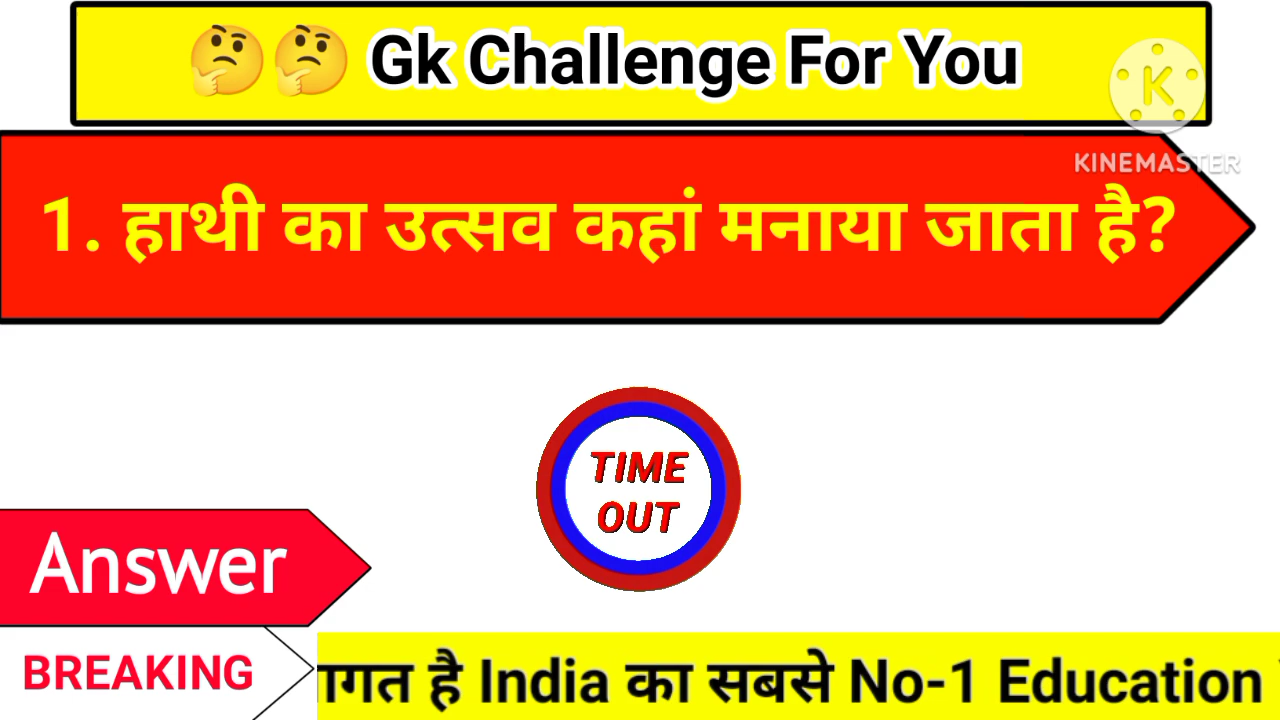 🤔🤔 Gk Challenge For You
K
KINEMASTER
1. हाथी का उत्सव कहां मनाया जाता है?
TIME
OUT
Answer
BREAKING
है India का सबसे No-1 Education